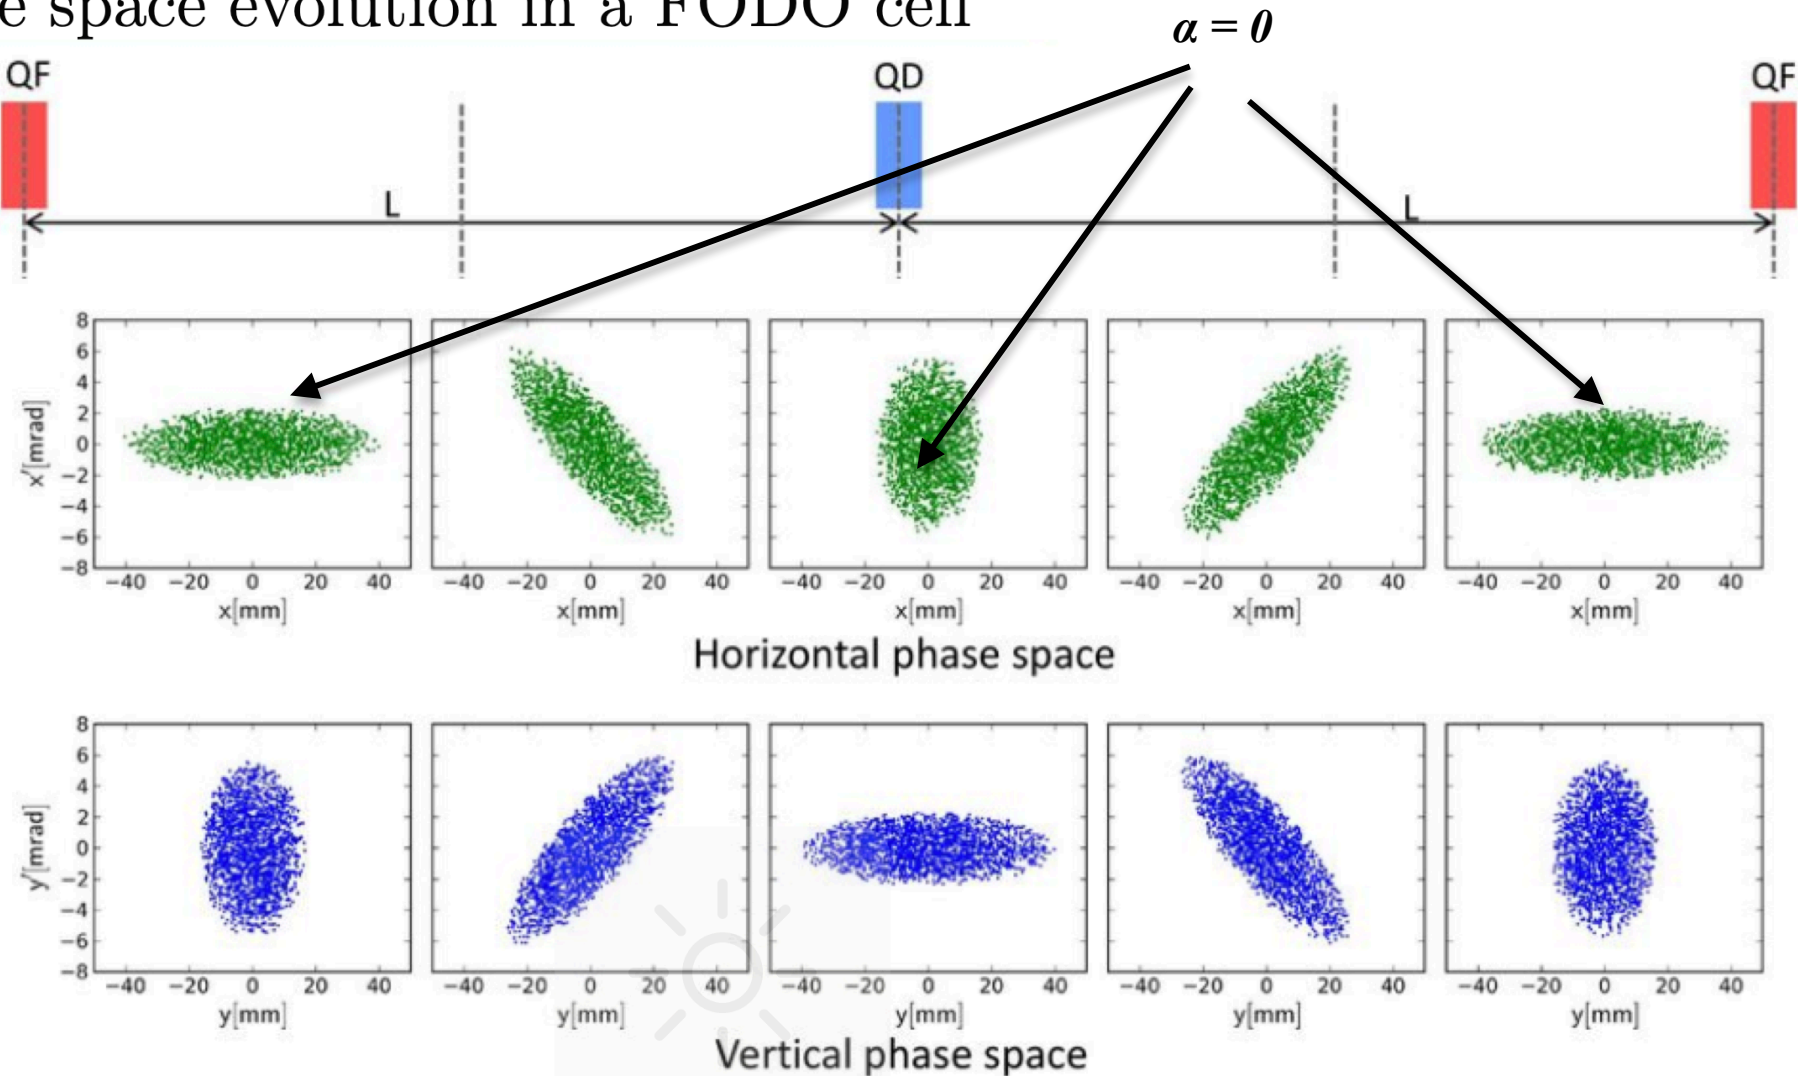 e space evolution in a FODO cell
α = 0
QF QD QF
L L
8
6
4
2
0
−2
−4
−6
−8
x'[mrad]
−40 −20 0 20 40 −40 −20 0 20 40 −40 −20 0 20 40 −40 −20 0 20 40 −40 −20 0 20 40
x[mm] x[mm] x[mm] x[mm] x[mm]
Horizontal phase space
8
6
4
2
0
−2
−4
−6
−8
y'[mrad]
−40 −20 0 20 40 −40 −20 0 20 40 −40 −20 0 20 40 −40 −20 0 20 40 −40 −20 0 20 40
y[mm] y[mm] y[mm] y[mm] y[mm]
Vertical phase space